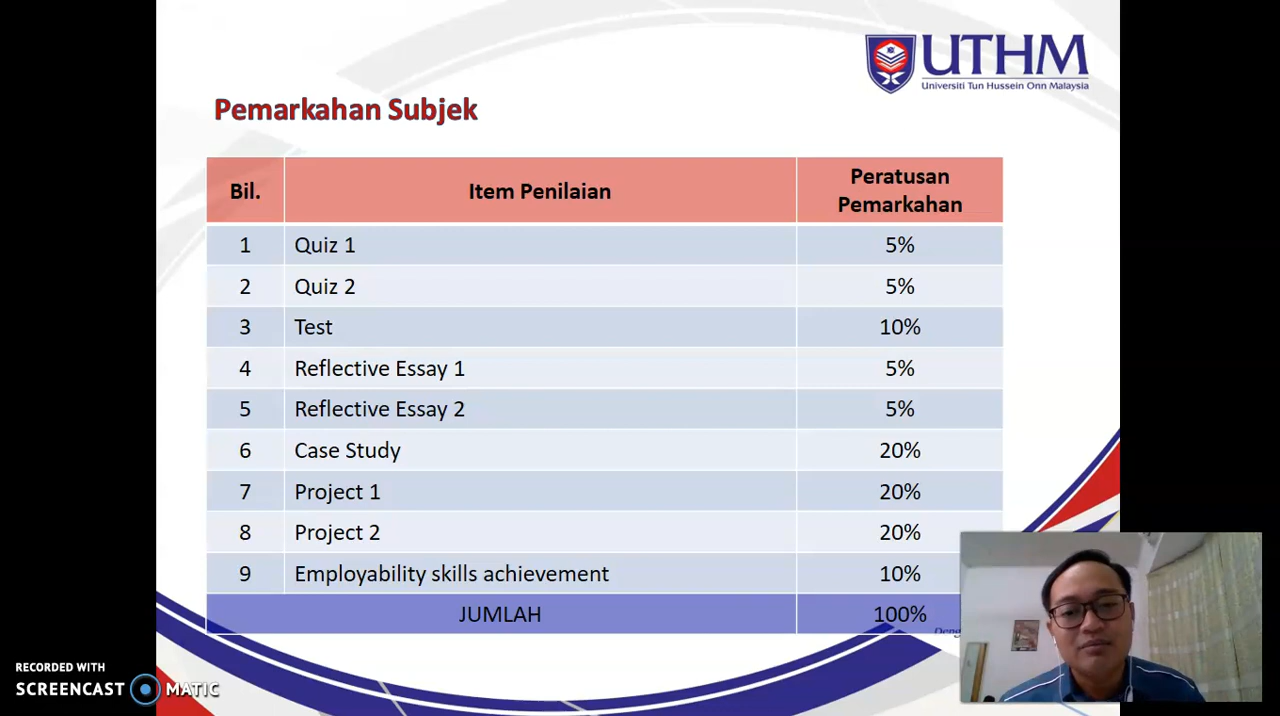 UTHM
Universiti Tun Hussein Onn Malaysia
Pemarkahan Subjek
Bil. Item Penilaian Peratusan Pemarkahan
1 Quiz 1 5%
2 Quiz 2 5%
3 Test 10%
4 Reflective Essay 1 5%
5 Reflective Essay 2 5%
6 Case Study 20%
7 Project 1 20%
8 Project 2 20%
9 Employability skills achievement 10%
JUMLAH 100%
RECORDED WITH
SCREENCAST MATIC